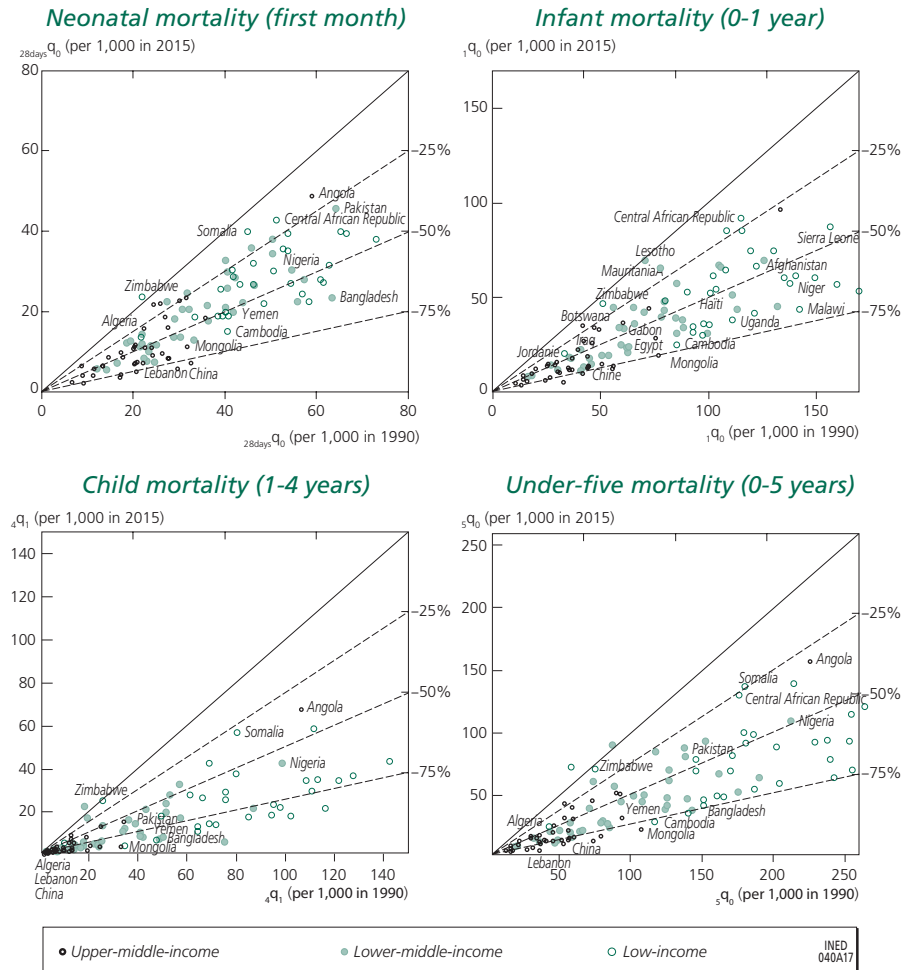 Neonatal mortality (first month)
28days q0 (per 1,000 in 2015)
80
60
40
20
0
0 20 40 60 80
28days q0 (per 1,000 in 1990)
–25%
–50%
–75%
Angola
Pakistan
Central African Republic
Somalia
Nigeria
Zimbabwe
Bangladesh
Algeria
Yemen
Cambodia
Mongolia
Lebanon
China
Infant mortality (0-1 year)
1q0 (per 1,000 in 2015)
150
100
50
0
0 50 100 150
1q0 (per 1,000 in 1990)
–25%
–50%
–75%
Central African Republic
Sierra Leone
Lesotho
Mauritania
Afghanistan
Zimbabwe
Haïti
Niger
Botswana
Malawi
Gabon
Uganda
Iraq
Egypt
Cambodia
Jordanie
Mongolia
Chine
Child mortality (1-4 years)
4q1 (per 1,000 in 2015)
140
120
100
80
60
40
20
20 40 60 80 100 120 140
4q1 (per 1,000 in 1990)
–25%
–50%
–75%
Angola
Somalia
Nigeria
Zimbabwe
Pakistan
Yemen
Bangladesh
Mongolia
Algeria
Lebanon
China
Under-five mortality (0-5 years)
5q0 (per 1,000 in 2015)
250
200
150
100
50
50 100 150 200 250
5q0 (per 1,000 in 1990)
–25%
–50%
–75%
Angola
Somalia
Central African Republic
Nigeria
Pakistan
Zimbabwe
Yemen
Bangladesh
Algeria
Cambodia
Mongolia
China
Lebanon
Upper-middle-income
Lower-middle-income
Low-income
INED
040A17